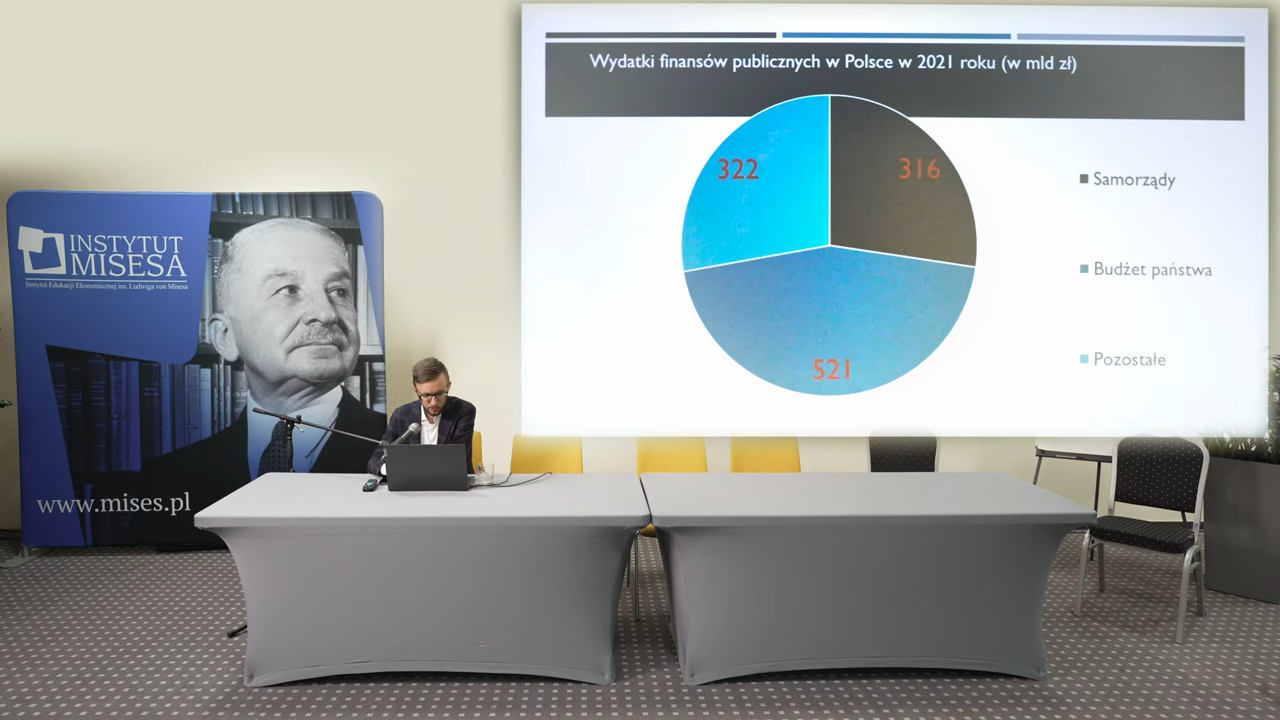 Wydatki finansów publicznych w Polsce w 2021 roku (w mld zł)
322
316
521
Samorządy
Budżet państwa
Pozostałe
INSTYTUT
MISESA
Instytut Edukacji Ekonomicznej im. Ludwiga von Misesa
www.mises.pl